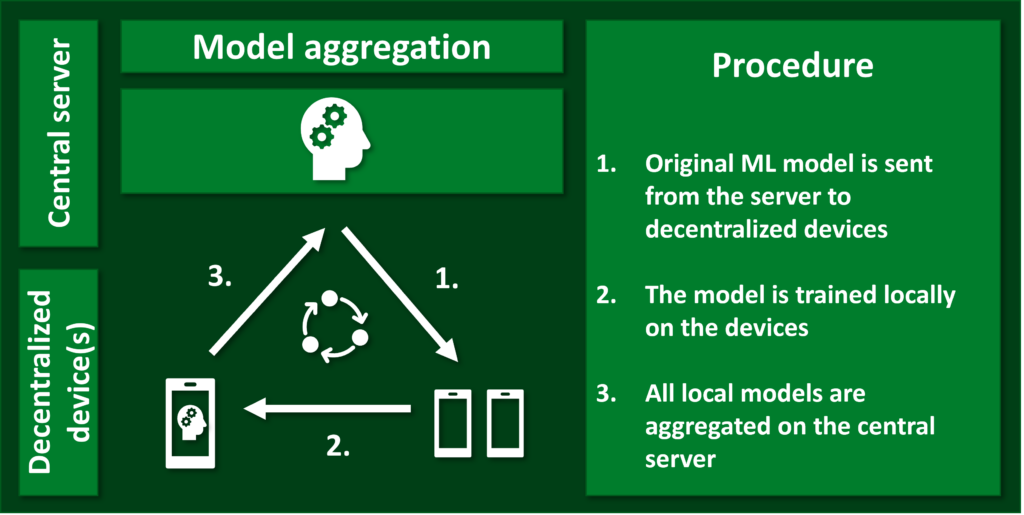 Central server
Model aggregation
Decentralized
device(s)
3.
1.
2.
Procedure
1. Original ML model is sent
from the server to
decentralized devices
2. The model is trained locally
on the devices
3. All local models are
aggregated on the central
server